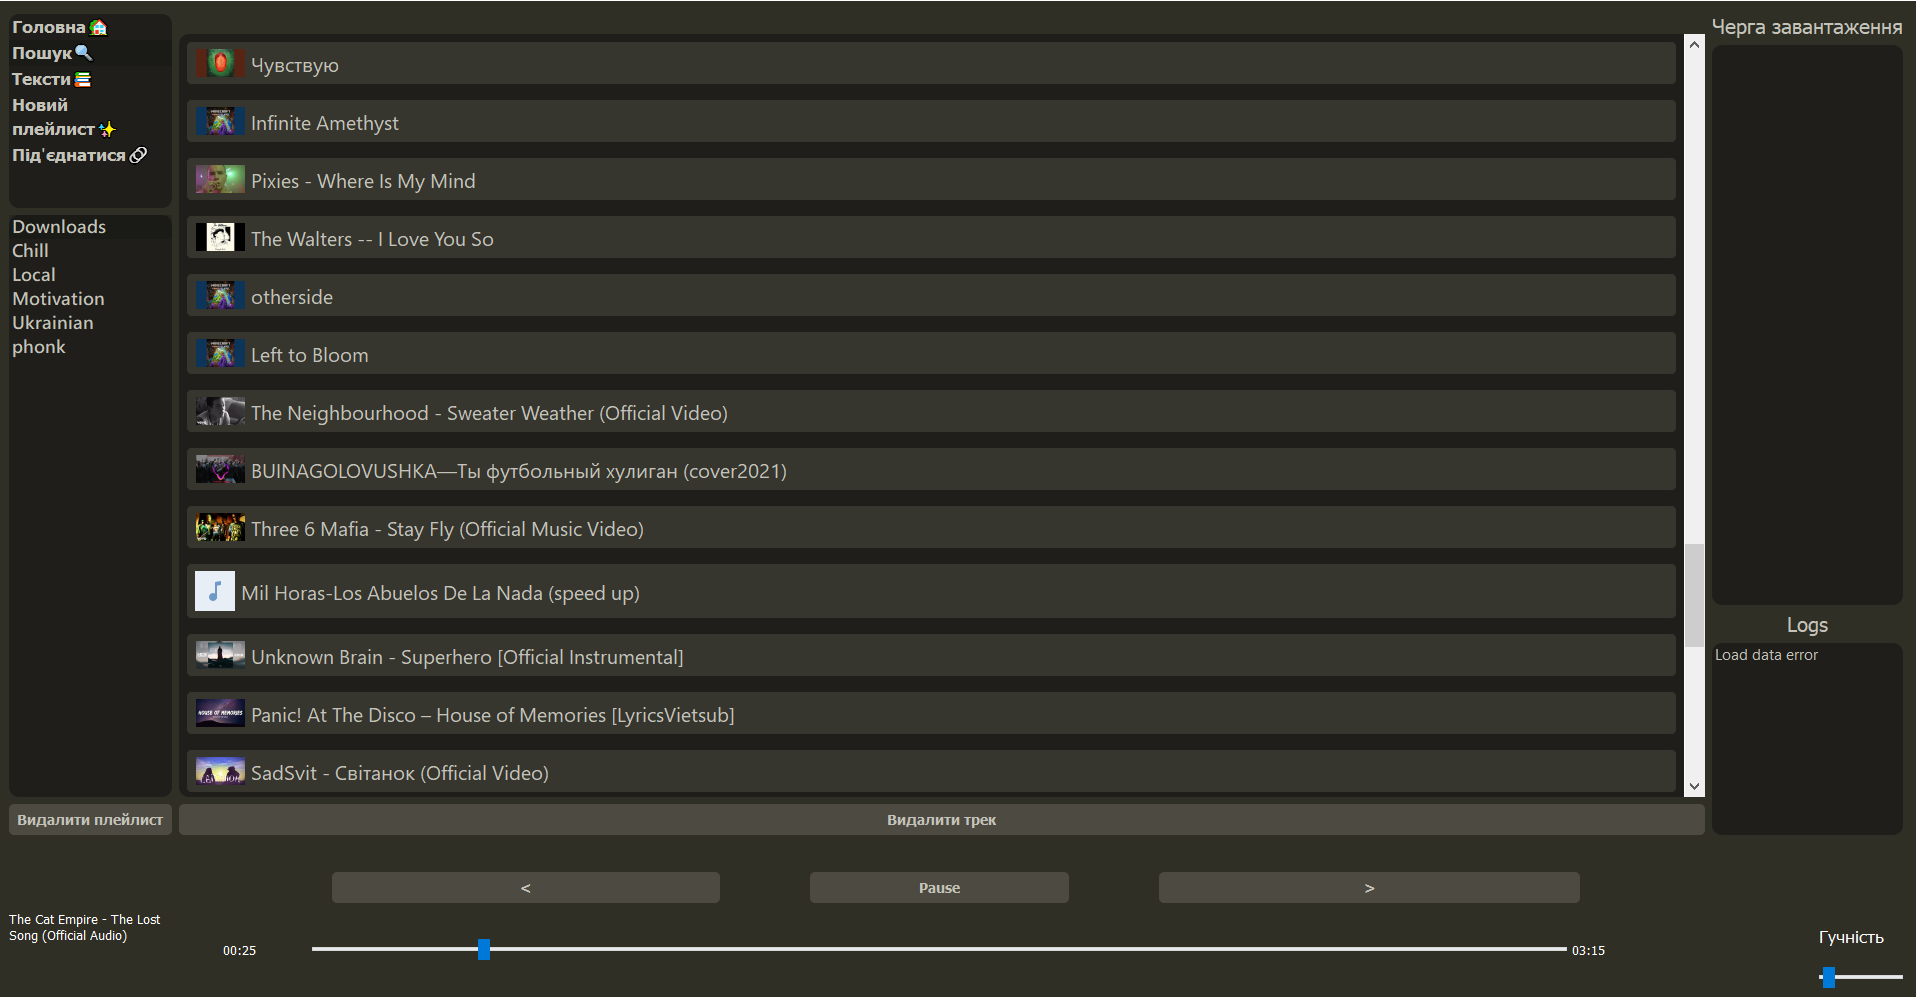 Головна
Пошук
Тексти
Новий
плейлист
Під'єднатися
Downloads
Chill
Local
Motivation
Ukrainian
phonk
Видалити плейлист
Чувствую
Infinite Amethyst
Pixies - Where Is My Mind
The Walters -- I Love You So
otherside
Left to Bloom
The Neighbourhood - Sweater Weather (Official Video)
BUINAGOLOVUSHKA—Ты футбольный хулиган (cover2021)
Three 6 Mafia - Stay Fly (Official Music Video)
Mil Horas-Los Abuelos De La Nada (speed up)
Unknown Brain - Superhero [Official Instrumental]
HOUSE OF MEMORIES
Panic! At The Disco – House of Memories [LyricsVietsub]
SadSvit - Світанок (Official Video)
Видалити трек
Черга завантаження
Logs
Load data error
<
Pause
>
The Cat Empire - The Lost
Song (Official Audio)
00:25
03:15
Гучність